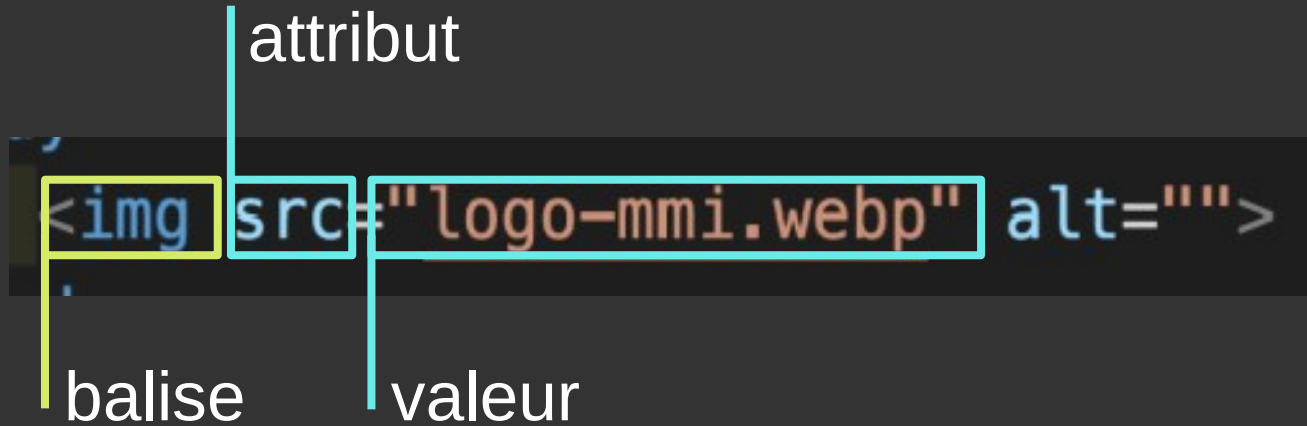 attribut
<img src="logo-mmi.webp" alt="">
balise
valeur